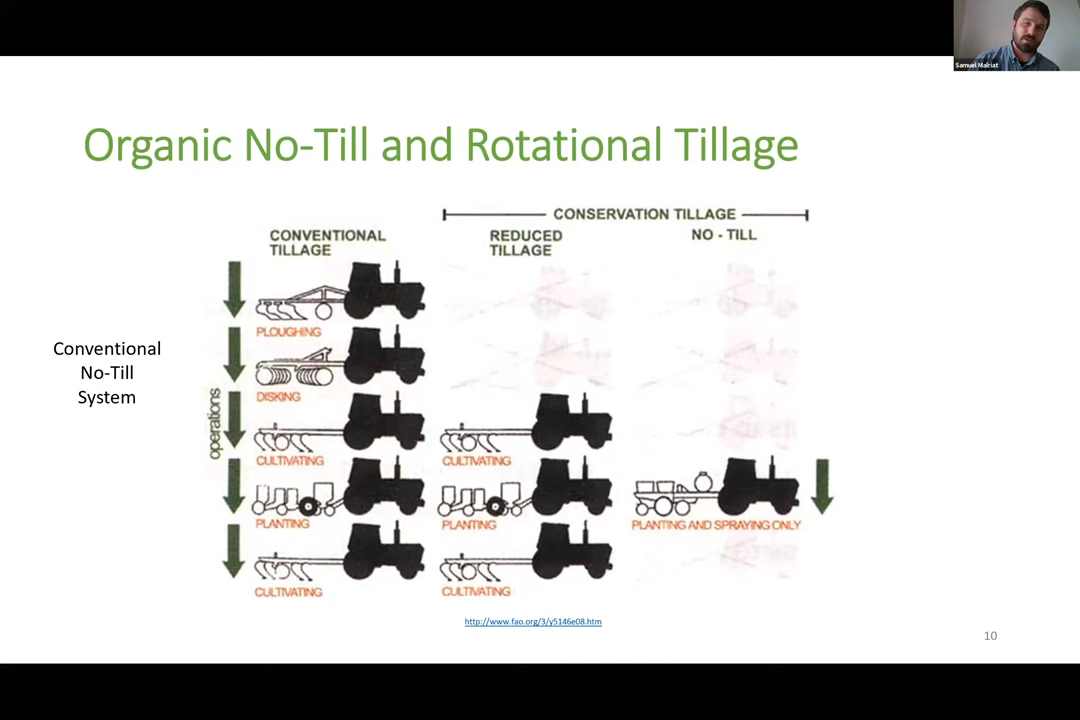 Samuel Malriat
Organic No-Till and Rotational Tillage
CONSERVATION TILLAGE
CONVENTIONAL
TILLAGE
REDUCED
TILLAGE
NO - TILL
Conventional
No-Till
System
operations
PLOUGHING
DISKING
CULTIVATING
CULTIVATING
PLANTING
PLANTING
PLANTING AND SPRAYING ONLY
CULTIVATING
CULTIVATING
http://www.fao.org/3/y5146e08.htm
10